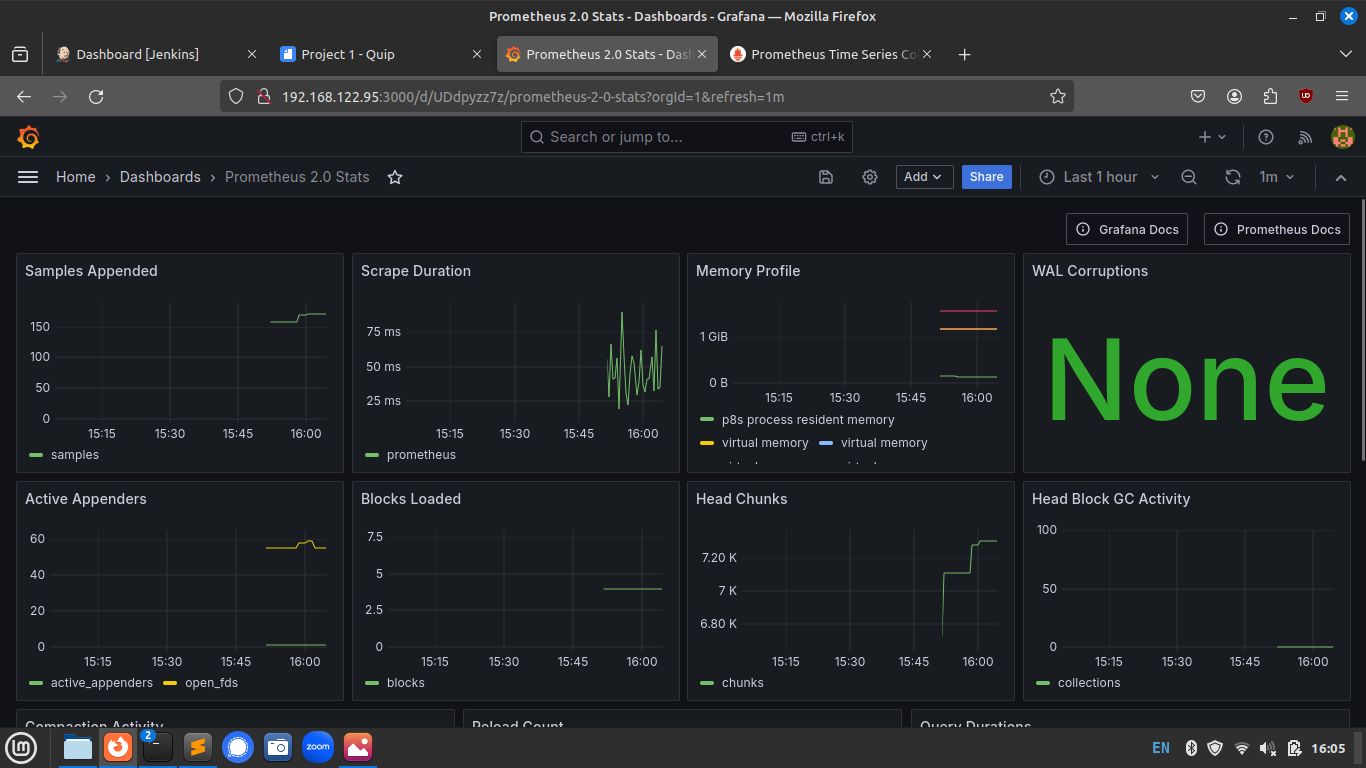 Prometheus 2.0 Stats - Dashboards - Grafana — Mozilla Firefox
Dashboard [Jenkins]
Project 1 - Quip
Prometheus 2.0 Stats - Dash
Prometheus Time Series Co
192.168.122.95:3000/d/UDdpyzz7z/prometheus-2-0-stats?orgId=1&refresh=1m
Search or jump to... ctrl+k
Home › Dashboards › Prometheus 2.0 Stats
Add
Share
Last 1 hour
1m
Grafana Docs
Prometheus Docs
Samples Appended
150
100
50
0
15:15 15:30 15:45 16:00
samples
Scrape Duration
75 ms
50 ms
25 ms
15:15 15:30 15:45 16:00
prometheus
Memory Profile
1 GiB
0 B
15:15 15:30 15:45 16:00
p8s process resident memory
virtual memory virtual memory
WAL Corruptions
None
Active Appenders
60
40
20
0
15:15 15:30 15:45 16:00
active_appenders open_fds
Blocks Loaded
7.5
5
2.5
0
15:15 15:30 15:45 16:00
blocks
Head Chunks
7.20 K
7 K
6.80 K
15:15 15:30 15:45 16:00
chunks
Head Block GC Activity
100
50
0
15:15 15:30 15:45 16:00
collections
Compaction Activity
Reload Count
Query Durations
2
zoom
EN
16:05